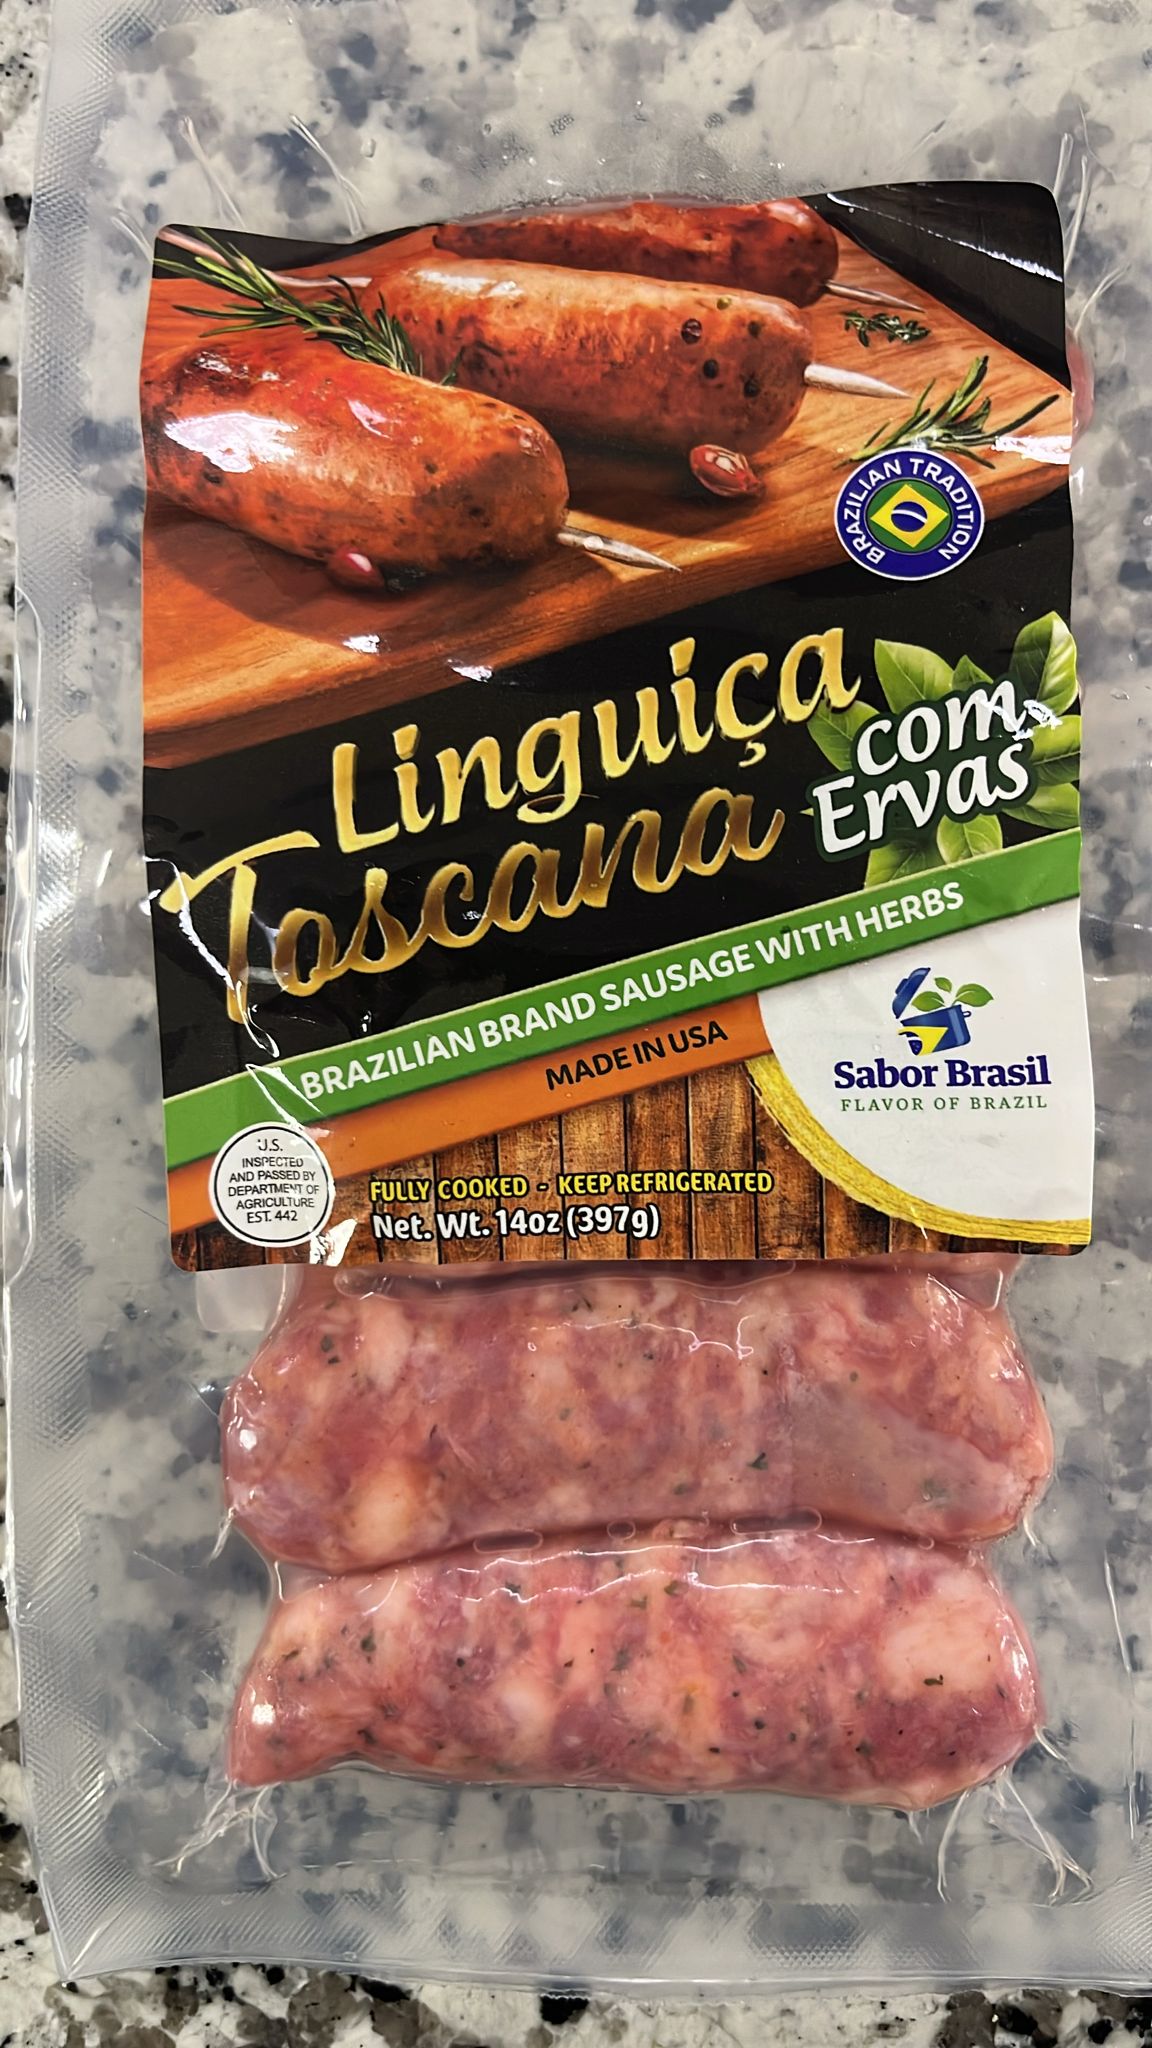 BRAZILIAN TRADITION
Linguiça
Toscana
com
Ervas
BRAZILIAN BRAND SAUSAGE WITH HERBS
MADE IN USA
Sabor Brasil
FLAVOR OF BRAZIL
U.S.
INSPECTED
AND PASSED BY
DEPARTMENT OF
AGRICULTURE
EST. 442
FULLY COOKED - KEEP REFRIGERATED
Net. Wt. 14oz (397g)